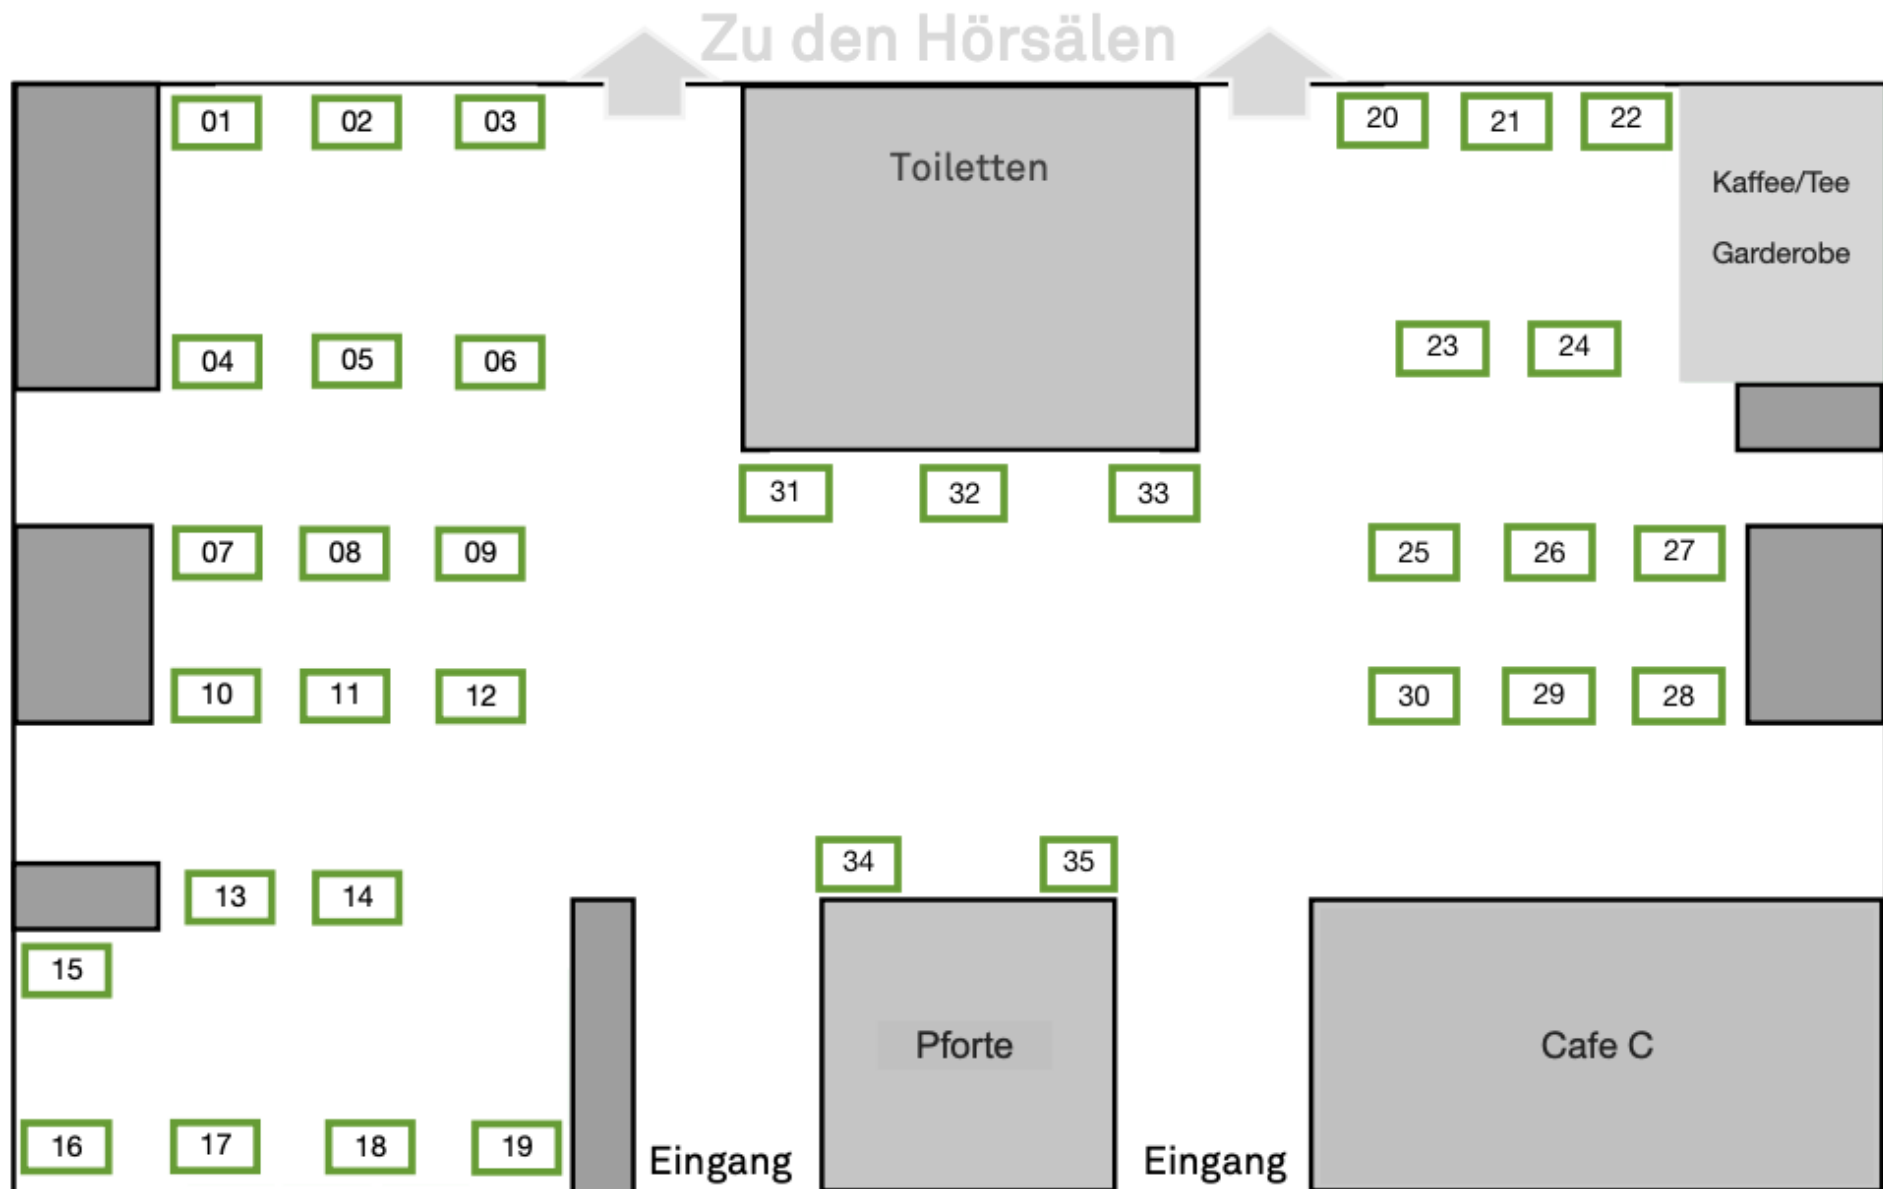 Zu den Hörsälen
01 02 03 Toiletten 20 21 22
Kaffee/Tee
Garderobe
04 05 06 23 24
31 32 33
07 08 09 25 26 27
10 11 12 30 29 28
34 35
13 14
15
Pforte Cafe C
16 17 18 19 Eingang Eingang